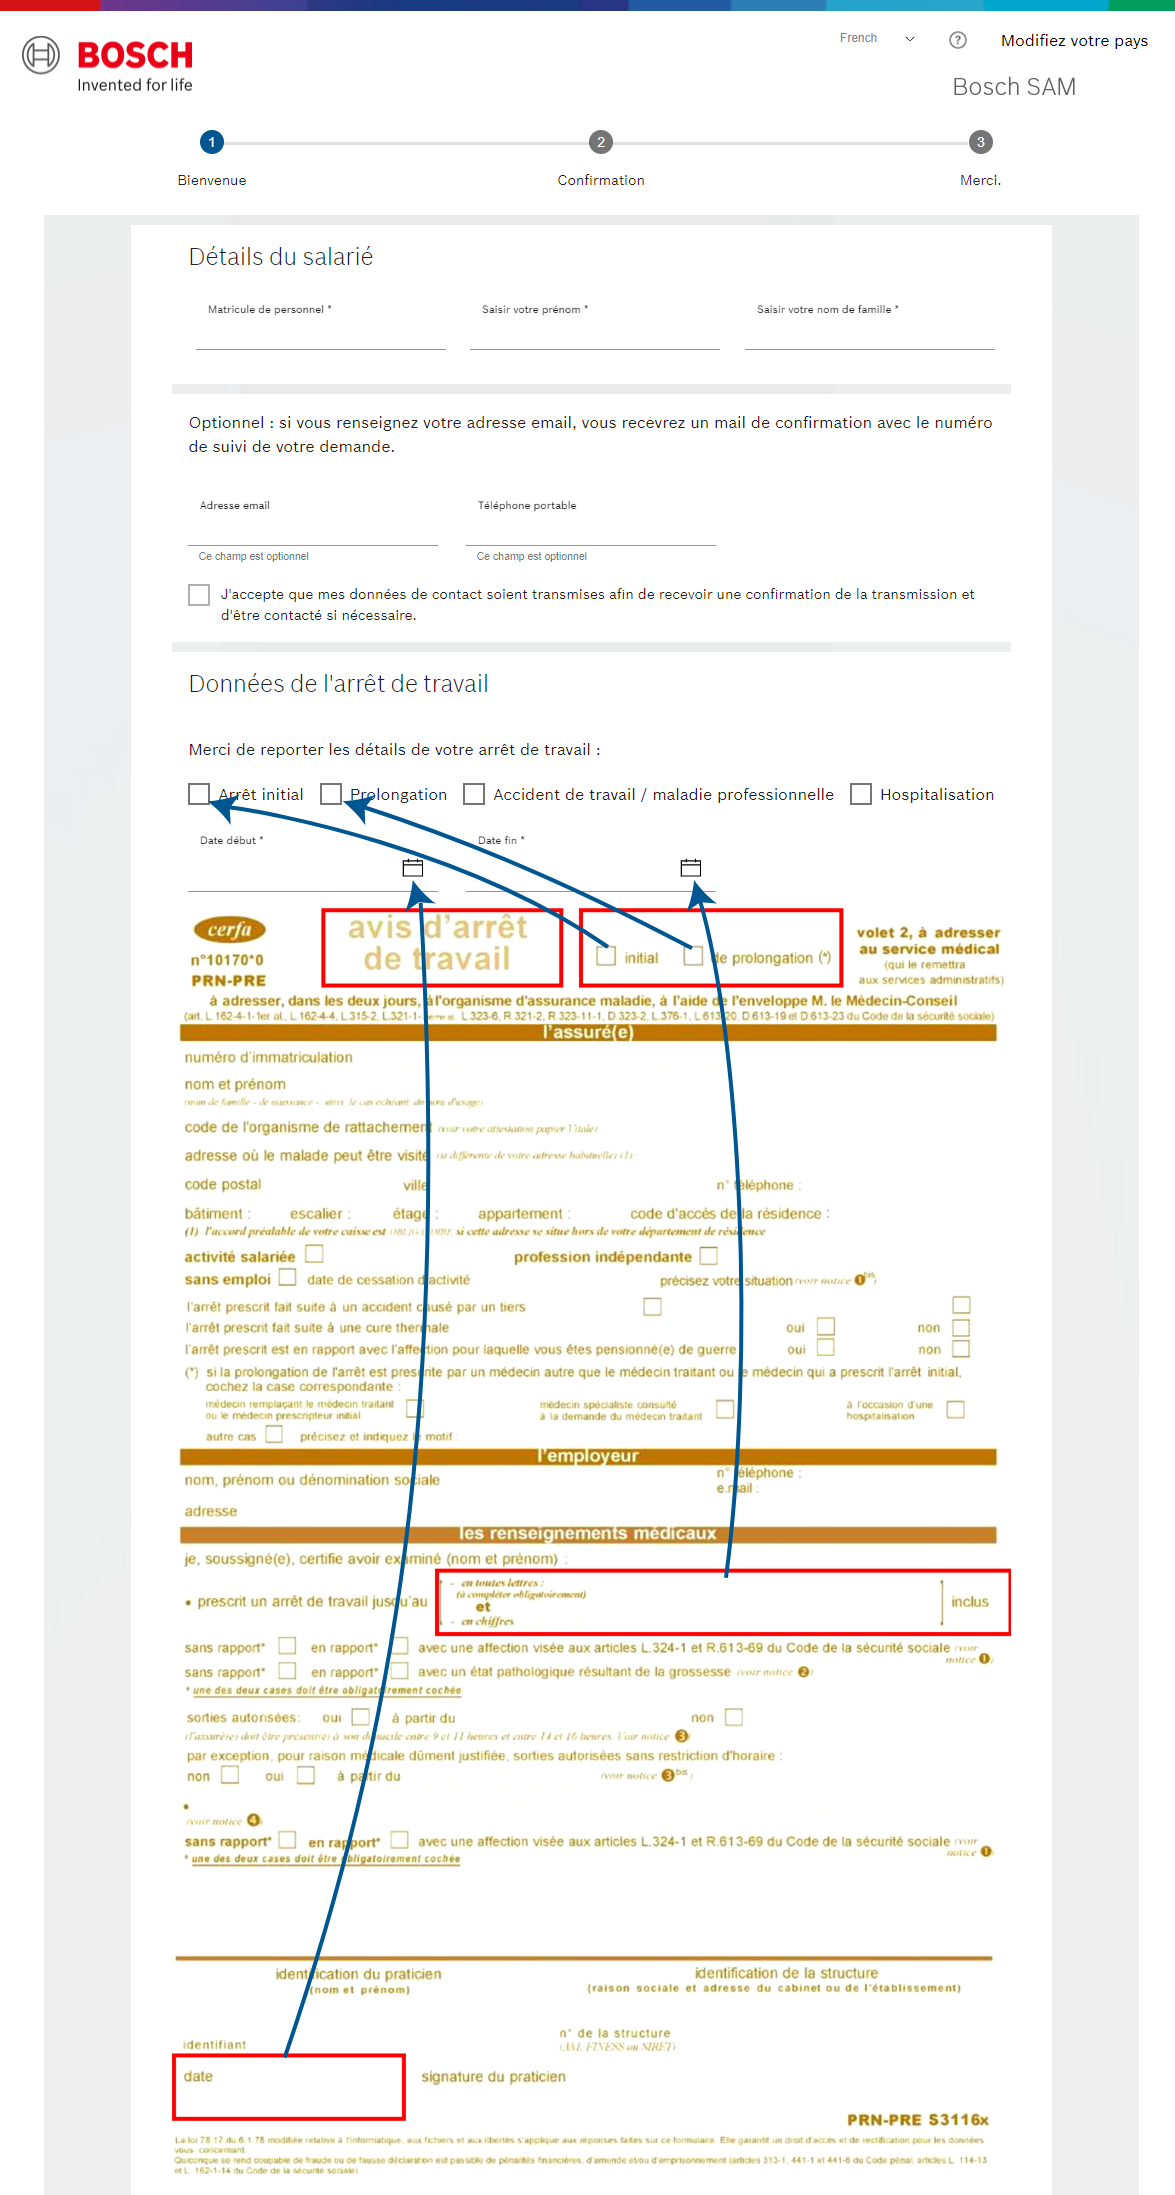 French
Modifiez votre pays
BOSCH
Invented for life
Bosch SAM
1 2 3
Bienvenue Confirmation Merci.
Détails du salarié
Matricule de personnel * Saisir votre prénom * Saisir votre nom de famille *
Optionnel : si vous renseignez votre adresse email, vous recevrez un mail de confirmation avec le numéro
de suivi de votre demande.
Adresse email Téléphone portable
Ce champ est optionnel Ce champ est optionnel
J'accepte que mes données de contact soient transmises afin de recevoir une confirmation de la transmission et
d'être contacté si nécessaire.
Données de l'arrêt de travail
Merci de reporter les détails de votre arrêt de travail :
Arrêt initial Prolongation Accident de travail / maladie professionnelle Hospitalisation
Date début * Date fin *
cerfa
n°10170*0
PRN-PRE
avis d'arrêt
de travail
initial de prolongation (*)
volet 2, à adresser
au service médical
(qui le remettra
aux services administratifs)
à adresser, dans les deux jours, à l'organisme d'assurance maladie, à l'aide de l'enveloppe M. le Médecin-Conseil
(art. L.162-4-1-1er al., L.162-4-4, L.315-2, L.321-1- L.323-6, R.321-2, R.323-11-1, D.323-2, L.376-1, L.613-20, D.613-19 et D.613-23 du Code de la sécurité sociale)
l'assuré(e)
numéro d'immatriculation
nom et prénom
(nom de famille - de naissance - suivi, le cas échéant, du nom d'usage)
code de l'organisme de rattachement (voir votre attestation papier Vitale)
adresse où le malade peut être visité (si différente de votre adresse habituelle) (1) :
code postal ville n° téléphone :
bâtiment : escalier : étage : appartement : code d'accès de la résidence :
(1) l'accord préalable de votre caisse est OBLIGATOIRE si cette adresse se situe hors de votre département de résidence
activité salariée profession indépendante
sans emploi date de cessation d'activité précisez votre situation (voir notice 1 bis)
l'arrêt prescrit fait suite à un accident causé par un tiers
l'arrêt prescrit fait suite à une cure thermale oui non
l'arrêt prescrit est en rapport avec l'affection pour laquelle vous êtes pensionné(e) de guerre oui non
(*) si la prolongation de l'arrêt est prescrite par un médecin autre que le médecin traitant ou le médecin qui a prescrit l'arrêt initial,
cochez la case correspondante :
médecin remplaçant le médecin traitant médecin spécialiste consulté à l'occasion d'une
ou le médecin prescripteur initial à la demande du médecin traitant hospitalisation
autre cas précisez et indiquez le motif :
l'employeur
nom, prénom ou dénomination sociale n° téléphone :
e.mail :
adresse
les renseignements médicaux
je, soussigné(e), certifie avoir examiné (nom et prénom) :
- en toutes lettres :
(à compléter obligatoirement)
• prescrit un arrêt de travail jusqu'au et inclus
- en chiffres
sans rapport* en rapport* avec une affection visée aux articles L.324-1 et R.613-69 du Code de la sécurité sociale (voir
notice 1)
sans rapport* en rapport* avec un état pathologique résultant de la grossesse (voir notice 2)
* une des deux cases doit être obligatoirement cochée
sorties autorisées: oui à partir du non
(l'assuré(e) doit être présent(e) à son domicile entre 9 et 11 heures et entre 14 et 16 heures. Voir notice 3)
par exception, pour raison médicale dûment justifiée, sorties autorisées sans restriction d'horaire :
non oui à partir du (voir notice 3 bis)
•
(voir notice 4)
sans rapport* en rapport* avec une affection visée aux articles L.324-1 et R.613-69 du Code de la sécurité sociale (voir
notice 1)
* une des deux cases doit être obligatoirement cochée
identification du praticien identification de la structure
(nom et prénom) (raison sociale et adresse du cabinet ou de l'établissement)
n° de la structure
identifiant (AM, FINESS ou SIRET)
date signature du praticien
PRN-PRE S3116x
La loi 78.17 du 6.1.78 modifiée relative à l'informatique, aux fichiers et aux libertés s'applique aux réponses faites sur ce formulaire. Elle garantit un droit d'accès et de rectification pour les données
vous concernant.
Quiconque se rend coupable de fraude ou de fausse déclaration est passible de pénalités financières, d'amende et/ou d'emprisonnement (articles 313-1, 441-1 et 441-6 du Code pénal, articles L. 114-13
et L. 162-1-14 du Code de la sécurité sociale)